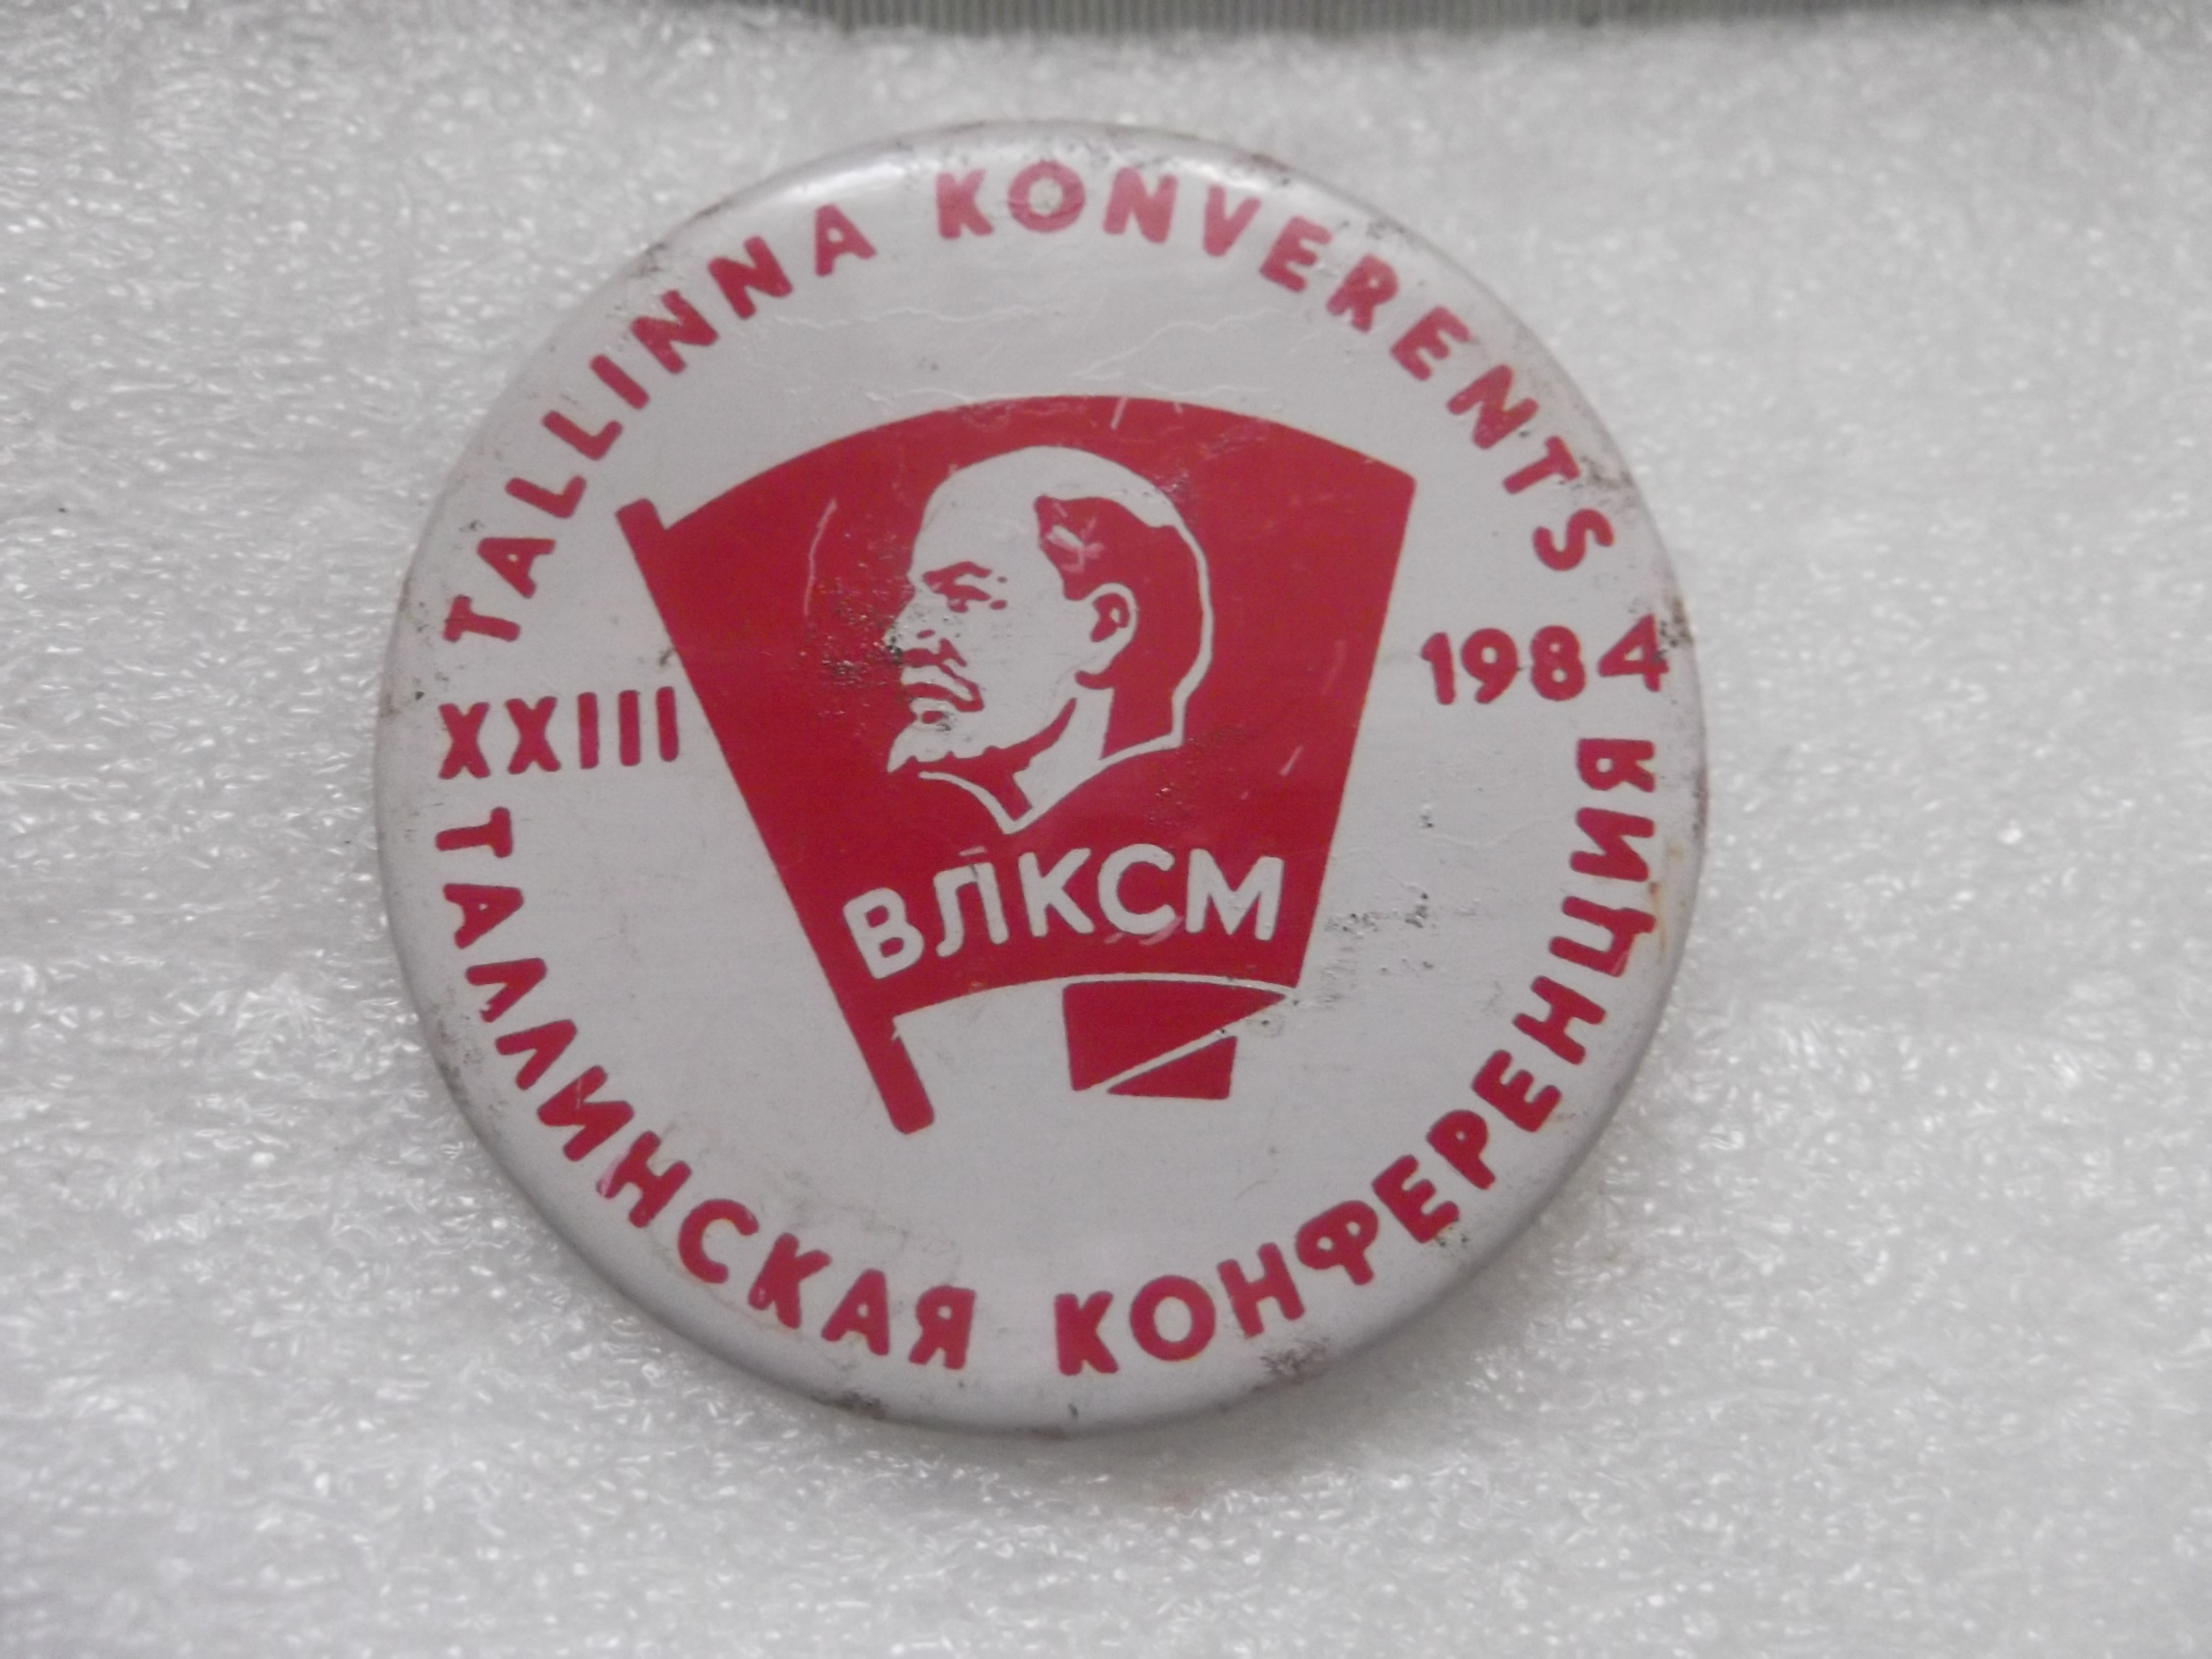 TALLINNA KONVERENTS
XXIII
1984
ВЛКСМ
ТАЛЛИНСКАЯ КОНФЕРЕНЦИЯ